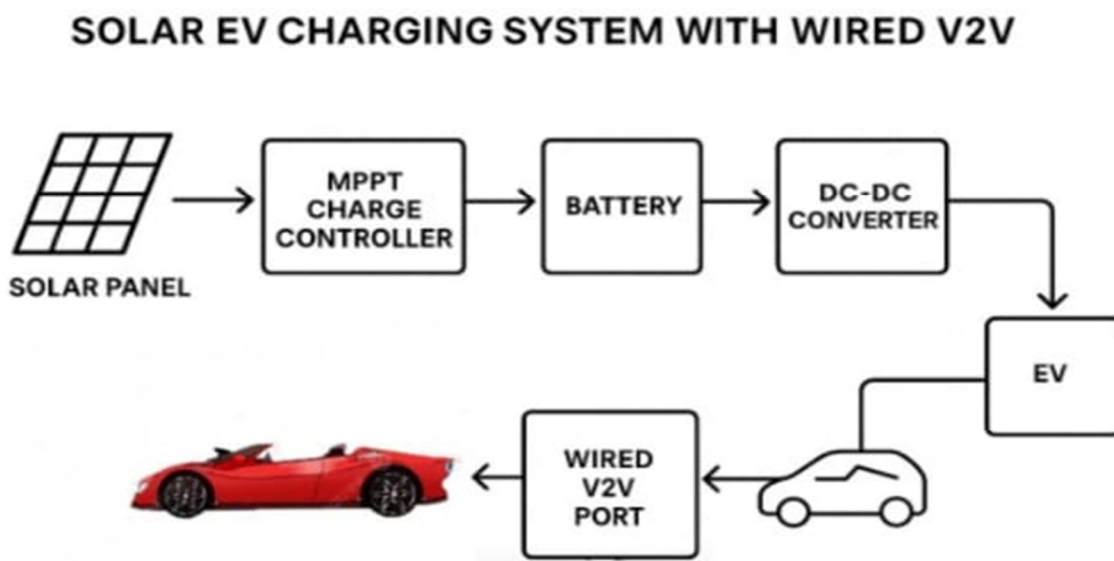 SOLAR EV CHARGING SYSTEM WITH WIRED V2V
MPPT
CHARGE
CONTROLLER
BATTERY
DC-DC
CONVERTER
SOLAR PANEL
EV
WIRED
V2V
PORT